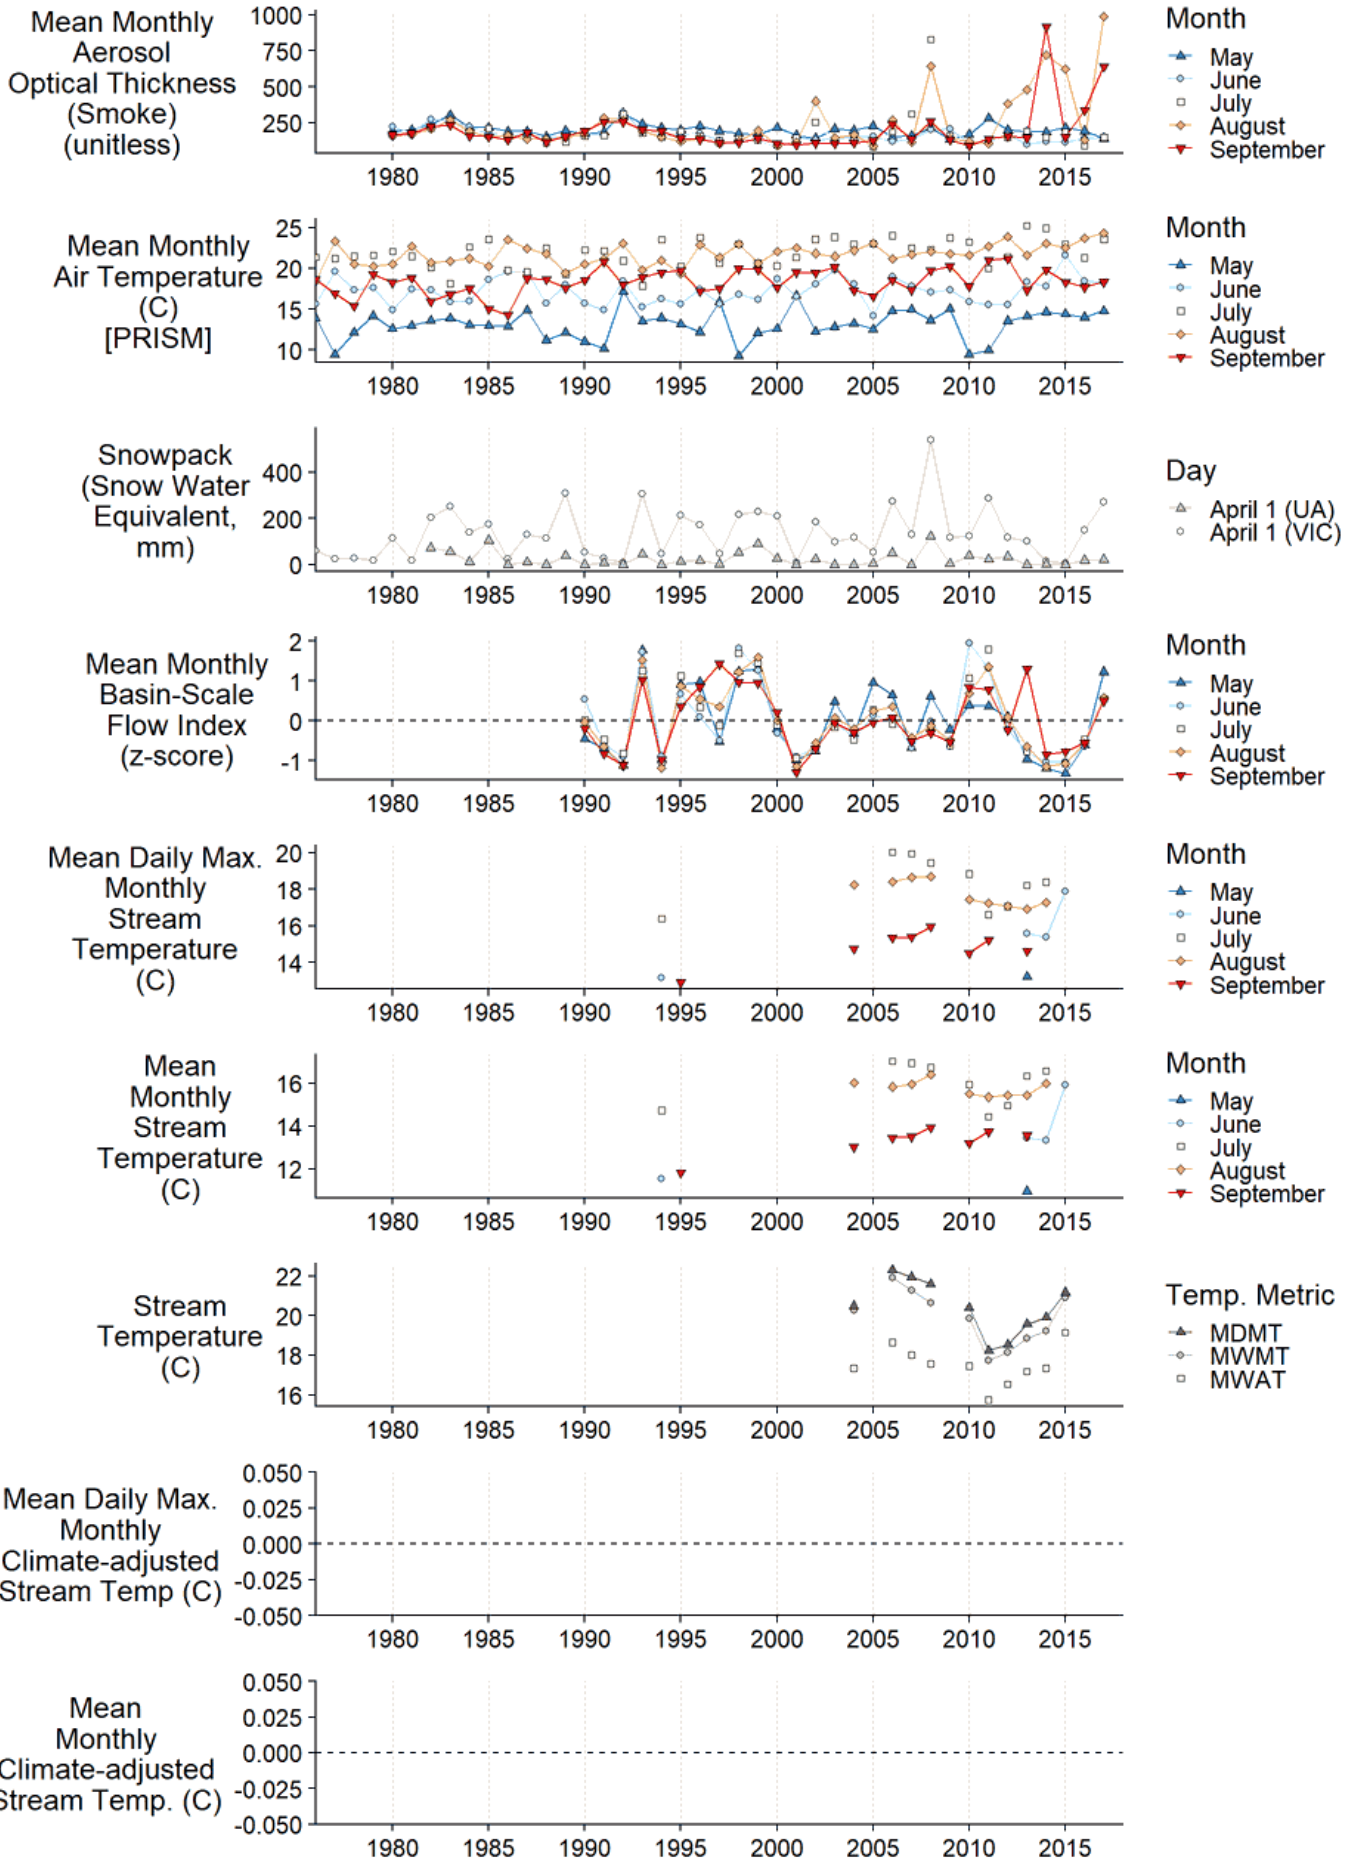 Mean Monthly
Aerosol
Optical Thickness
(Smoke)
(unitless)
1000
750
500
250
1980 1985 1990 1995 2000 2005 2010 2015
Month
May
June
July
August
September
Mean Monthly
Air Temperature
(C)
[PRISM]
25
20
15
10
1980 1985 1990 1995 2000 2005 2010 2015
Month
May
June
July
August
September
Snowpack
(Snow Water
Equivalent,
mm)
400
200
0
1980 1985 1990 1995 2000 2005 2010 2015
Day
April 1 (UA)
April 1 (VIC)
Mean Monthly
Basin-Scale
Flow Index
(z-score)
2
1
0
-1
1980 1985 1990 1995 2000 2005 2010 2015
Month
May
June
July
August
September
Mean Daily Max.
Monthly
Stream
Temperature
(C)
20
18
16
14
1980 1985 1990 1995 2000 2005 2010 2015
Month
May
June
July
August
September
Mean
Monthly
Stream
Temperature
(C)
16
14
12
1980 1985 1990 1995 2000 2005 2010 2015
Month
May
June
July
August
September
Stream
Temperature
(C)
22
20
18
16
1980 1985 1990 1995 2000 2005 2010 2015
Temp. Metric
MDMT
MWMT
MWAT
Mean Daily Max.
Monthly
Climate-adjusted
Stream Temp (C)
0.050
0.025
0.000
-0.025
-0.050
1980 1985 1990 1995 2000 2005 2010 2015
Mean
Monthly
Climate-adjusted
Stream Temp. (C)
0.050
0.025
0.000
-0.025
-0.050
1980 1985 1990 1995 2000 2005 2010 2015